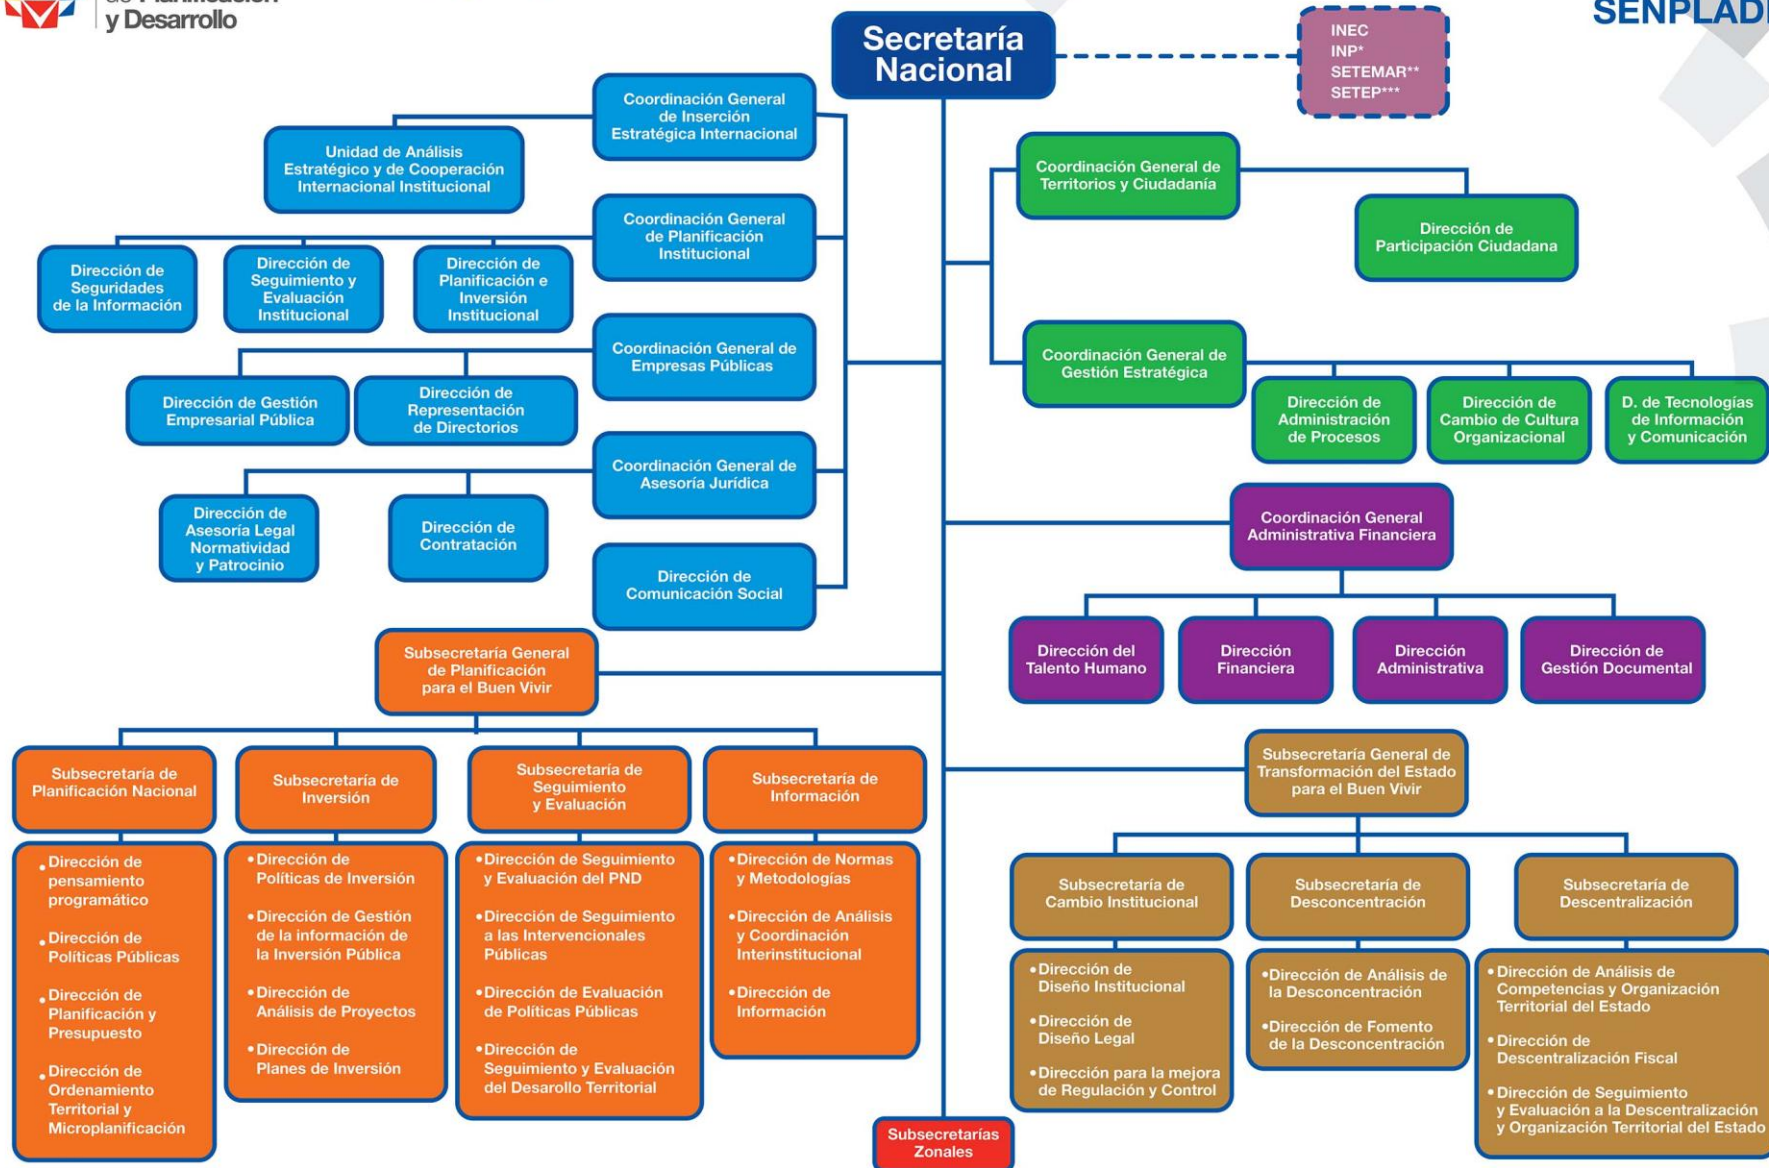 de Planificación
y Desarrollo
SENPLADE
Secretaría
Nacional
INEC
INP*
SETEMAR**
SETEP***
Coordinación General
de Inserción
Estratégica Internacional
Unidad de Análisis
Estratégico y de Cooperación
Internacional Institucional
Coordinación General
de Planificación
Institucional
Dirección de
Seguridades
de la Información
Dirección de
Seguimiento y
Evaluación
Institucional
Dirección de
Planificación e
Inversión
Institucional
Coordinación General de
Empresas Públicas
Dirección de Gestión
Empresarial Pública
Dirección de
Representación
de Directorios
Coordinación General de
Asesoría Jurídica
Dirección de
Asesoría Legal
Normatividad
y Patrocinio
Dirección de
Contratación
Dirección de
Comunicación Social
Coordinación General de
Territorios y Ciudadanía
Dirección de
Participación Ciudadana
Coordinación General de
Gestión Estratégica
Dirección de
Administración
de Procesos
Dirección de
Cambio de Cultura
Organizacional
D. de Tecnologías
de Información
y Comunicación
Coordinación General
Administrativa Financiera
Dirección del
Talento Humano
Dirección
Financiera
Dirección
Administrativa
Dirección de
Gestión Documental
Subsecretaría General
de Planificación
para el Buen Vivir
Subsecretaría de
Planificación Nacional
Subsecretaría de
Inversión
Subsecretaría de
Seguimiento
y Evaluación
Subsecretaría de
Información
• Dirección de
pensamiento
programático
• Dirección de
Políticas Públicas
• Dirección de
Planificación y
Presupuesto
• Dirección de
Ordenamiento
Territorial y
Microplanificación
• Dirección de
Políticas de Inversión
• Dirección de Gestión
de la información de
la Inversión Pública
• Dirección de
Análisis de Proyectos
• Dirección de
Planes de Inversión
• Dirección de Seguimiento
y Evaluación del PND
• Dirección de Seguimiento
a las Intervencionales
Públicas
• Dirección de Evaluación
de Políticas Públicas
• Dirección de
Seguimiento y Evaluación
del Desarollo Territorial
• Dirección de Normas
y Metodologías
• Dirección de Análisis
y Coordinación
Interinstitucional
• Dirección de
Información
Subsecretaría General de
Transformación del Estado
para el Buen Vivir
Subsecretaría de
Cambio Institucional
Subsecretaría de
Desconcentración
Subsecretaría de
Descentralización
• Dirección de
Diseño Institucional
• Dirección de
Diseño Legal
• Dirección para la mejora
de Regulación y Control
• Dirección de Análisis de
la Desconcentración
• Dirección de Fomento
de la Desconcentración
• Dirección de Análisis de
Competencias y Organización
Territorial del Estado
• Dirección de
Descentralización Fiscal
• Dirección de Seguimiento
y Evaluación a la Descentralización
y Organización Territorial del Estado
Subsecretarías
Zonales